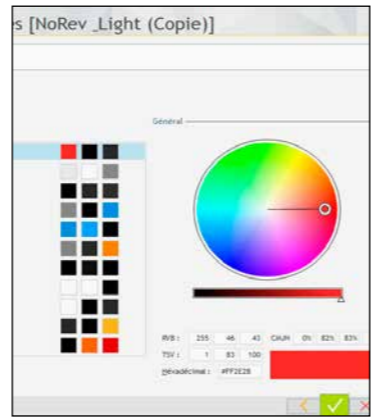 s [NoRev _Light (Copie)]
Général
RVB : 255 46 43 CMJN 0% 82% 83%
TSV : 1 83 100
Hexadécimal : #FF2E2B